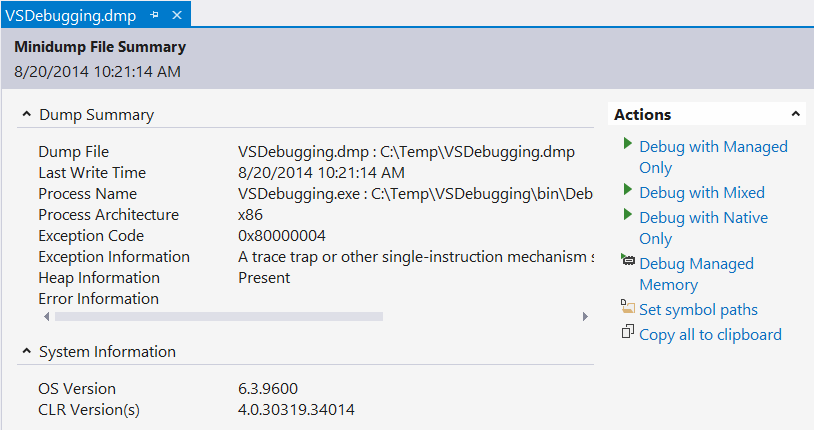 VSDebugging.dmp
Minidump File Summary
8/20/2014 10:21:14 AM
Dump Summary
Dump File VSDebugging.dmp : C:\Temp\VSDebugging.dmp
Last Write Time 8/20/2014 10:21:14 AM
Process Name VSDebugging.exe : C:\Temp\VSDebugging\bin\Deb
Process Architecture x86
Exception Code 0x80000004
Exception Information A trace trap or other single-instruction mechanism s
Heap Information Present
Error Information
System Information
OS Version 6.3.9600
CLR Version(s) 4.0.30319.34014
Actions
Debug with Managed
Only
Debug with Mixed
Debug with Native
Only
Debug Managed
Memory
Set symbol paths
Copy all to clipboard